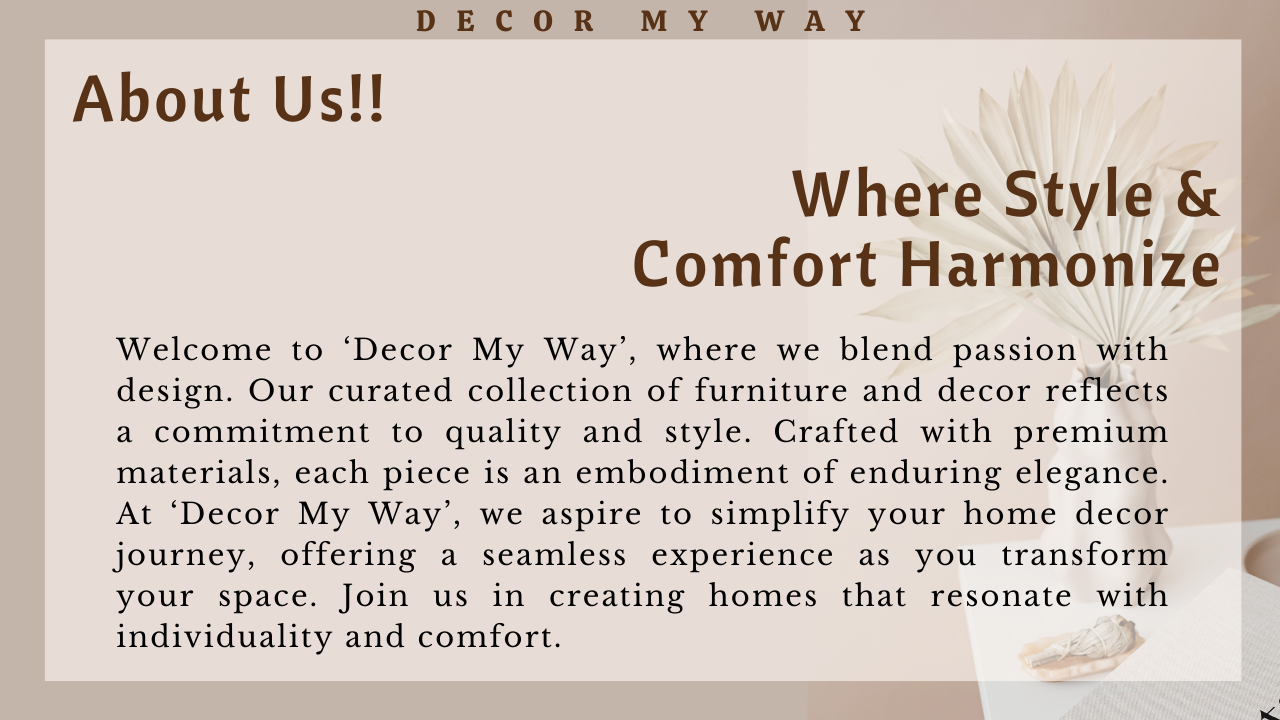 DECOR MY WAY
About Us!!
Where Style &
Comfort Harmonize
Welcome to ‘Decor My Way’, where we blend passion with
design. Our curated collection of furniture and decor reflects
a commitment to quality and style. Crafted with premium
materials, each piece is an embodiment of enduring elegance.
At ‘Decor My Way’, we aspire to simplify your home decor
journey, offering a seamless experience as you transform
your space. Join us in creating homes that resonate with
individuality and comfort.